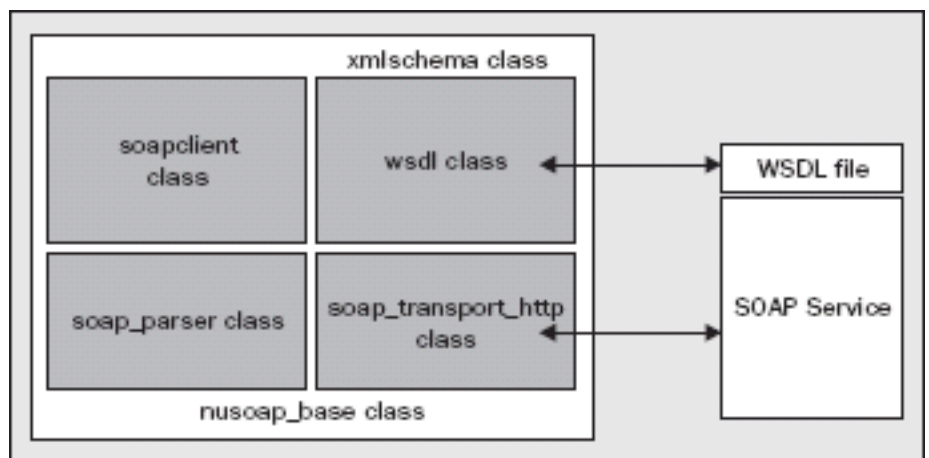 xmlschema class
soapclient
class
wsdl class
WSDL file
soap_parser class
soap_transport_http
class
SOAP Service
nusoap_base class